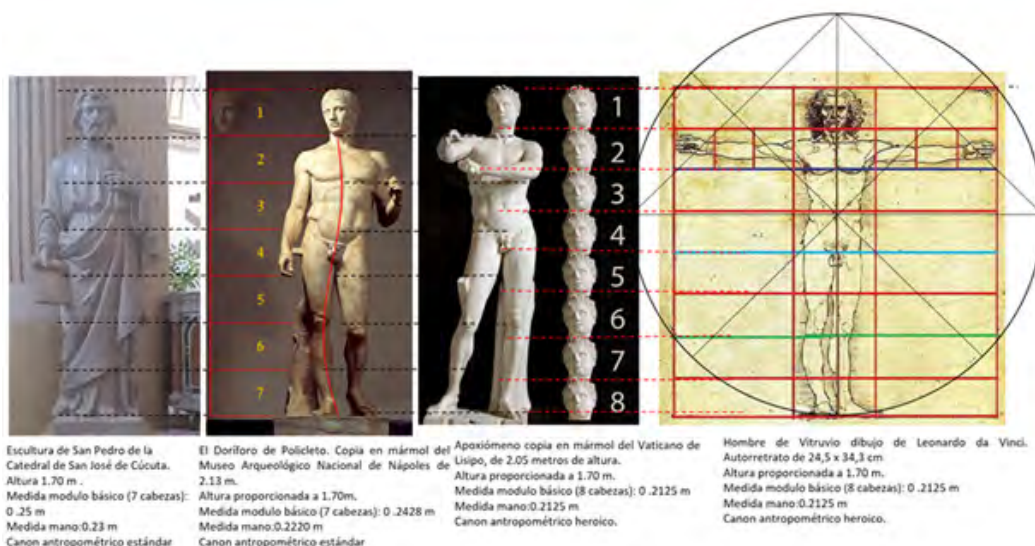 1
2
3
4
5
6
7
1
2
3
4
5
6
7
8
Escultura de San Pedro de la
Catedral de San José de Cúcuta.
Altura 1.70 m .
Medida modulo básico (7 cabezas):
0 .25 m
Medida mano:0.23 m
Canon antropométrico estándar
El Doríforo de Policleto. Copia en mármol del
Museo Arqueológico Nacional de Nápoles de
2.13 m.
Altura proporcionada a 1.70m.
Medida modulo básico (7 cabezas): 0 .2428 m
Medida mano:0.2220 m
Canon antropométrico estándar
Apoxiómeno copia en mármol del Vaticano de
Lisipo, de 2.05 metros de altura.
Altura proporcionada a 1.70 m.
Medida modulo básico (8 cabezas): 0 .2125 m
Medida mano:0.2125 m
Canon antropométrico heroico.
Hombre de Vitruvio dibujo de Leonardo da Vinci.
Autorretrato de 24,5 x 34,3 cm
Altura proporcionada a 1.70 m.
Medida modulo básico (8 cabezas): 0 .2125 m
Medida mano:0.2125 m
Canon antropométrico heroico.